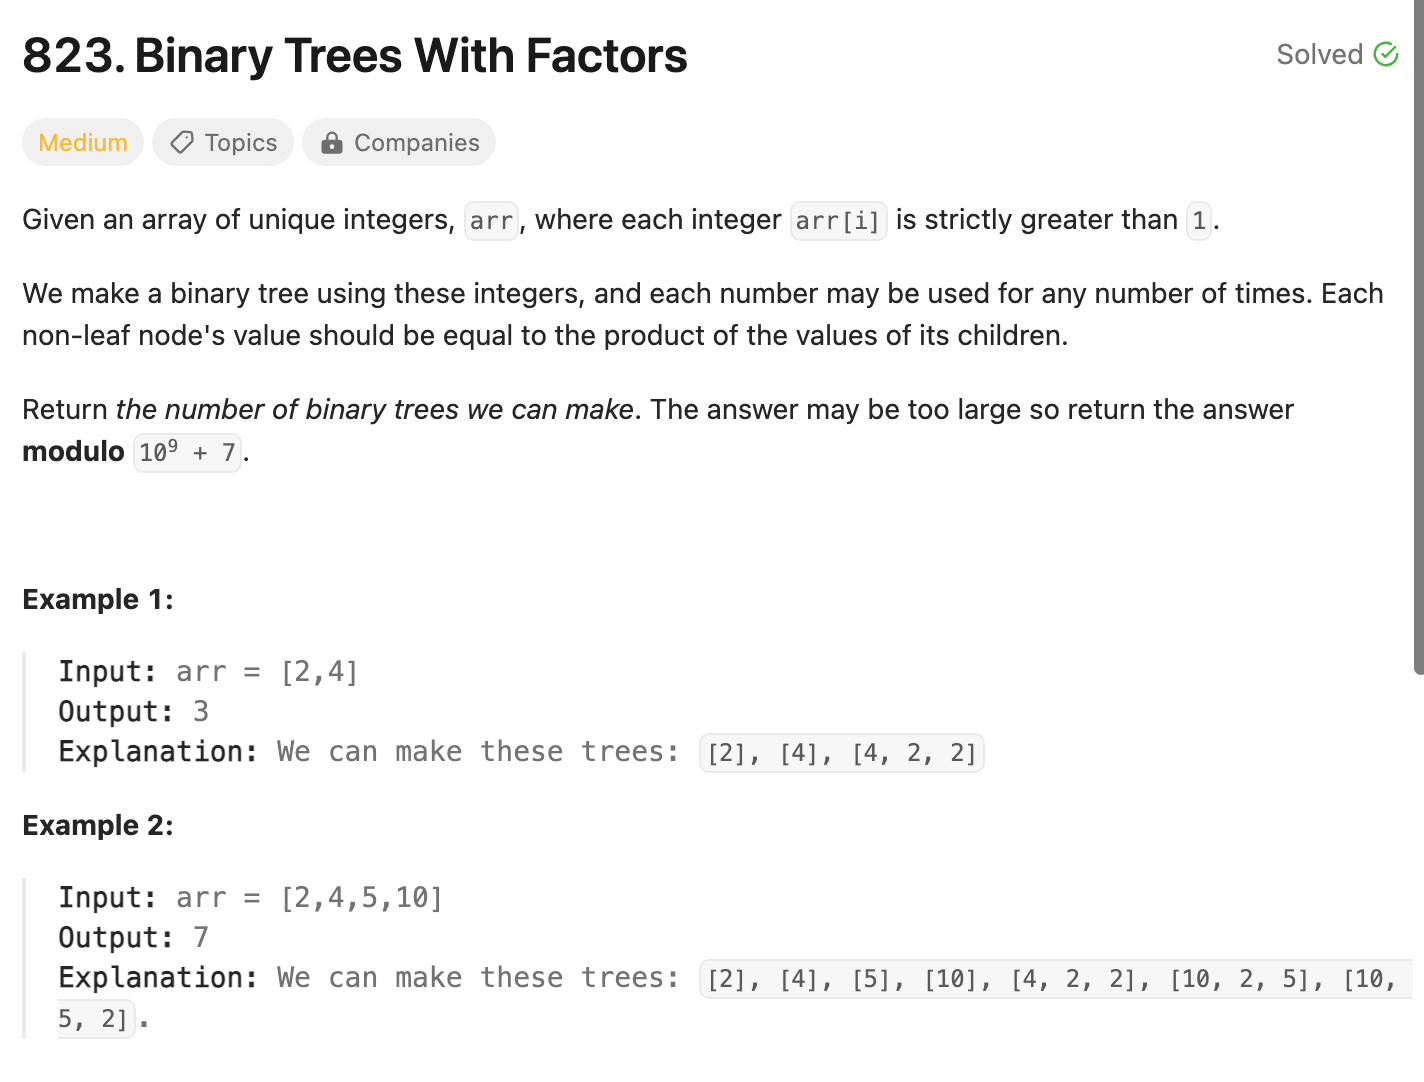 823. Binary Trees With Factors
Solved
Medium Topics Companies
Given an array of unique integers, arr, where each integer arr[i] is strictly greater than 1.
We make a binary tree using these integers, and each number may be used for any number of times. Each
non-leaf node's value should be equal to the product of the values of its children.
Return the number of binary trees we can make. The answer may be too large so return the answer
modulo 10⁹ + 7.
Example 1:
Input: arr = [2,4]
Output: 3
Explanation: We can make these trees: [2], [4], [4, 2, 2]
Example 2:
Input: arr = [2,4,5,10]
Output: 7
Explanation: We can make these trees: [2], [4], [5], [10], [4, 2, 2], [10, 2, 5], [10,
5, 2].